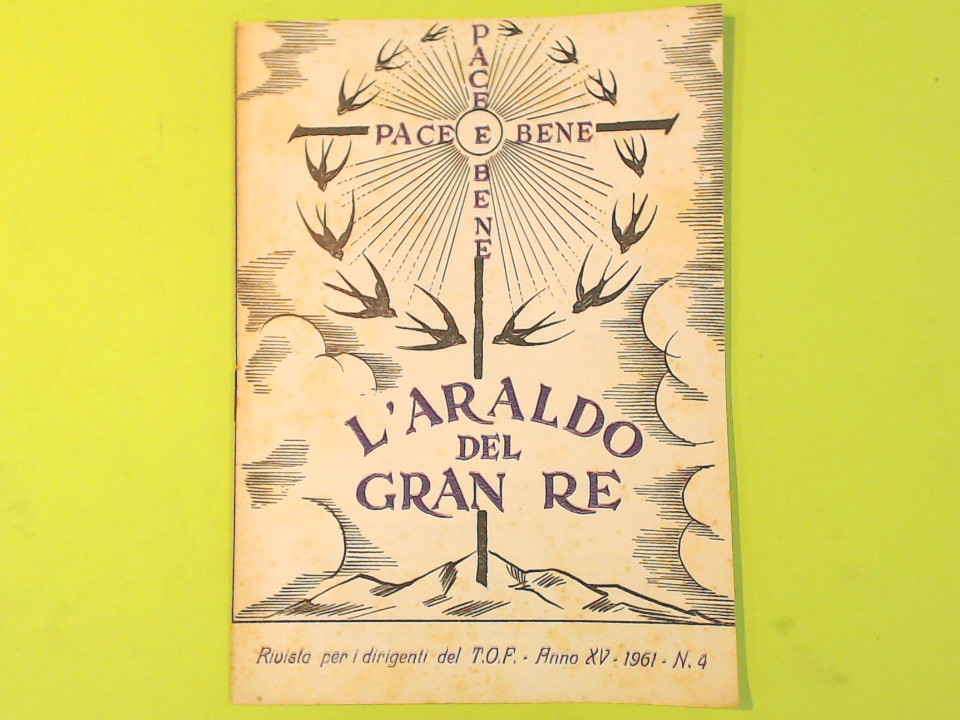 PACE E BENE
PACE E BENE
L'ARALDO
DEL
GRAN RE
Rivista per i dirigenti del T.O.F. - Anno XV - 1961 - N. 4